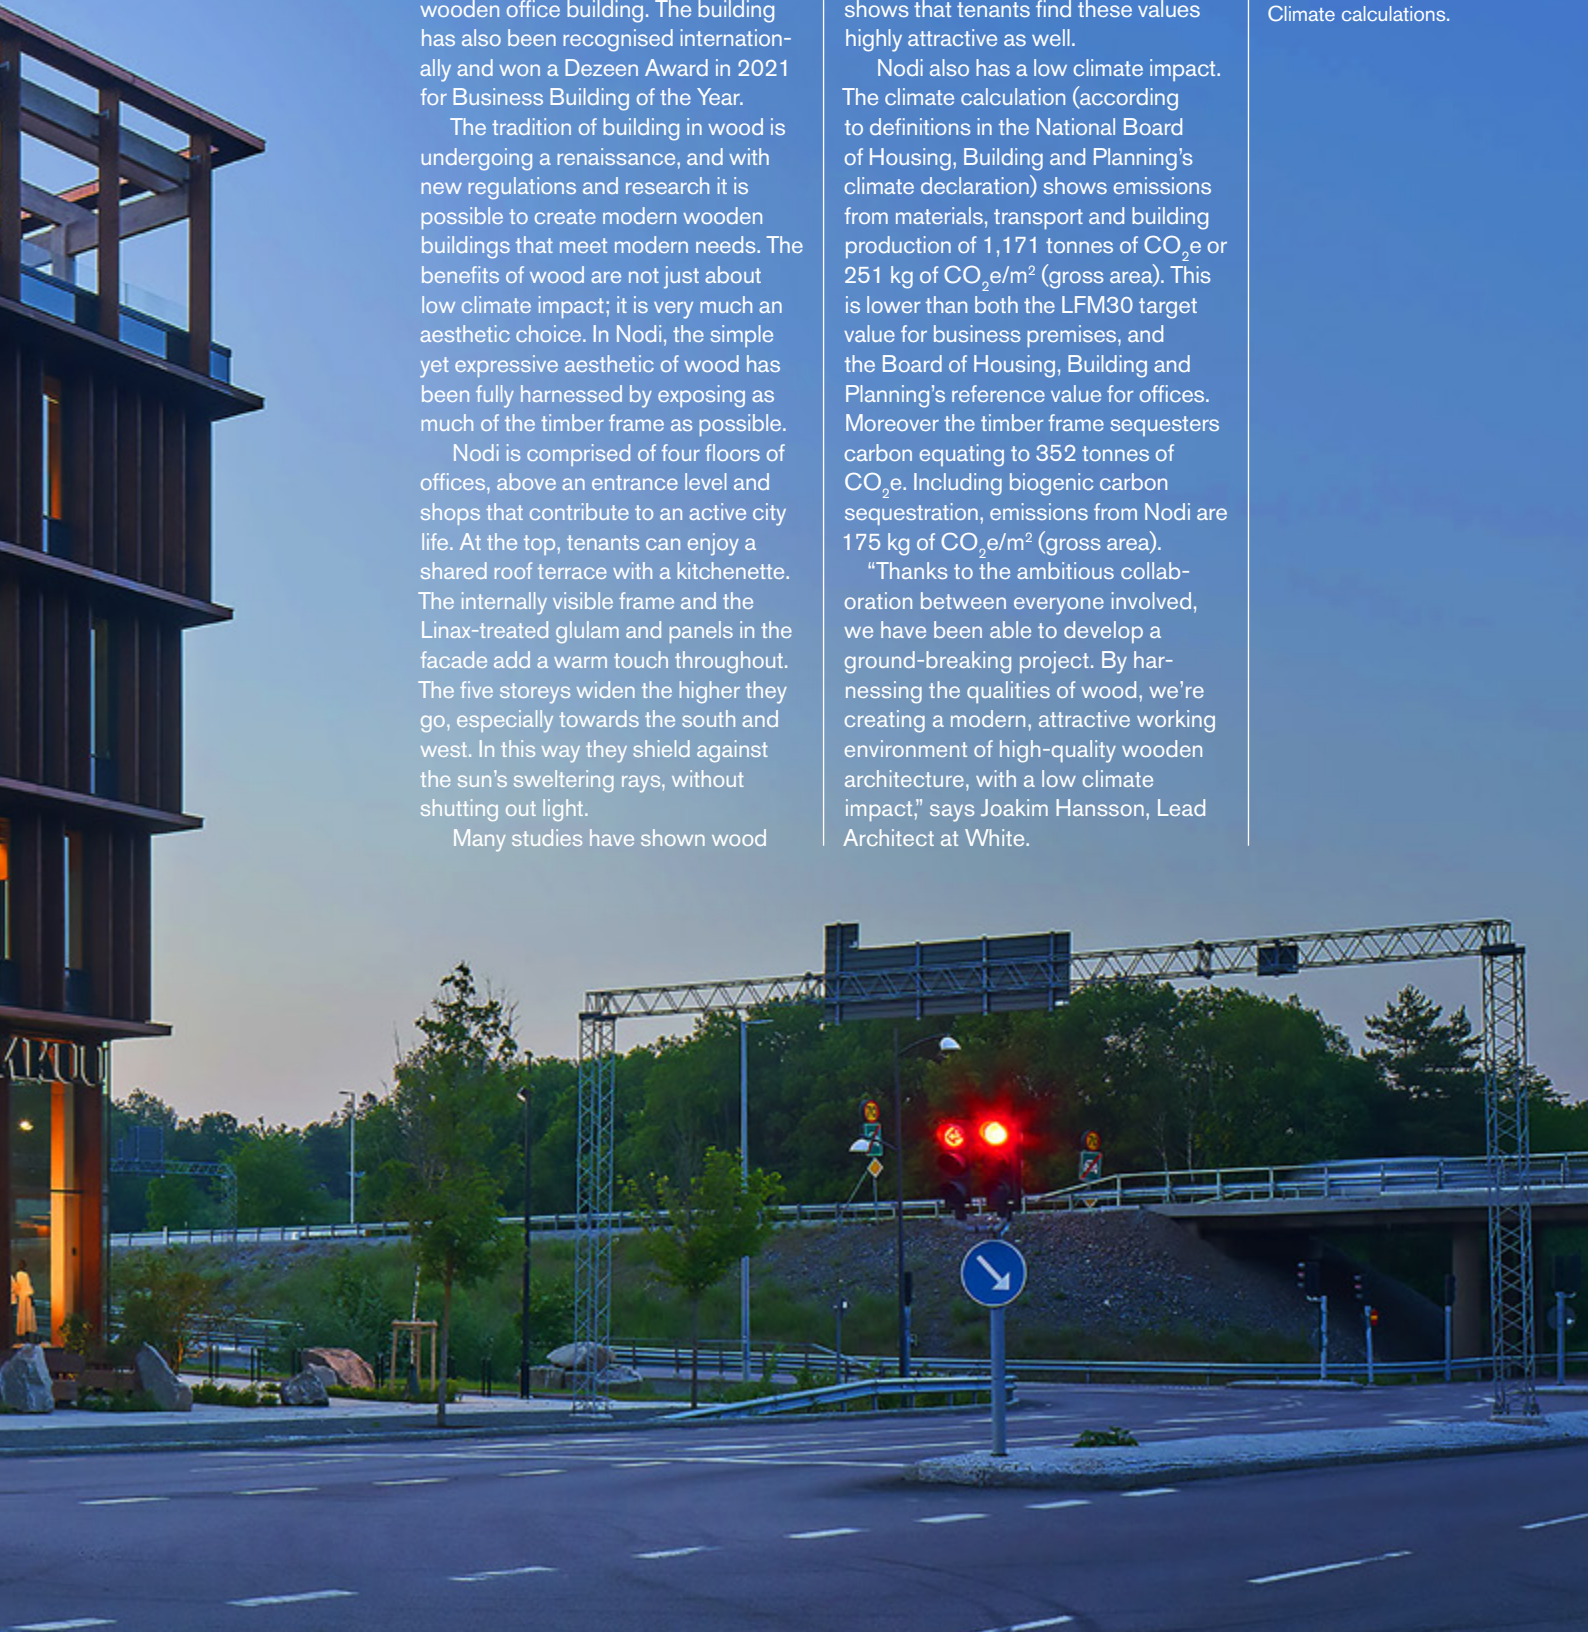 wooden office building. The building
has also been recognised internation-
ally and won a Dezeen Award in 2021
for Business Building of the Year.
The tradition of building in wood is
undergoing a renaissance, and with
new regulations and research it is
possible to create modern wooden
buildings that meet modern needs. The
benefits of wood are not just about
low climate impact; it is very much an
aesthetic choice. In Nodi, the simple
yet expressive aesthetic of wood has
been fully harnessed by exposing as
much of the timber frame as possible.
Nodi is comprised of four floors of
offices, above an entrance level and
shops that contribute to an active city
life. At the top, tenants can enjoy a
shared roof terrace with a kitchenette.
The internally visible frame and the
Linax-treated glulam and panels in the
facade add a warm touch throughout.
The five storeys widen the higher they
go, especially towards the south and
west. In this way they shield against
the sun’s sweltering rays, without
shutting out light.
Many studies have shown wood
shows that tenants find these values
highly attractive as well.
Nodi also has a low climate impact.
The climate calculation (according
to definitions in the National Board
of Housing, Building and Planning’s
climate declaration) shows emissions
from materials, transport and building
production of 1,171 tonnes of CO₂e or
251 kg of CO₂e/m² (gross area). This
is lower than both the LFM30 target
value for business premises, and
the Board of Housing, Building and
Planning’s reference value for offices.
Moreover the timber frame sequesters
carbon equating to 352 tonnes of
CO₂e. Including biogenic carbon
sequestration, emissions from Nodi are
175 kg of CO₂e/m² (gross area).
“Thanks to the ambitious collab-
oration between everyone involved,
we have been able to develop a
ground-breaking project. By har-
nessing the qualities of wood, we’re
creating a modern, attractive working
environment of high-quality wooden
architecture, with a low climate
impact,” says Joakim Hansson, Lead
Architect at White.
Climate calculations.
70
70